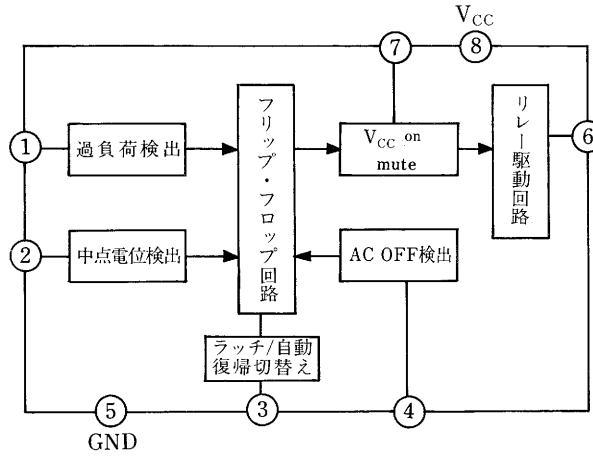 V_CC
7
8
1
過負荷検出
フリップ・フロップ回路
V_CC on
mute
リレー駆動回路
6
2
中点電位検出
AC OFF検出
ラッチ/自動
復帰切替え
5
3
4
GND